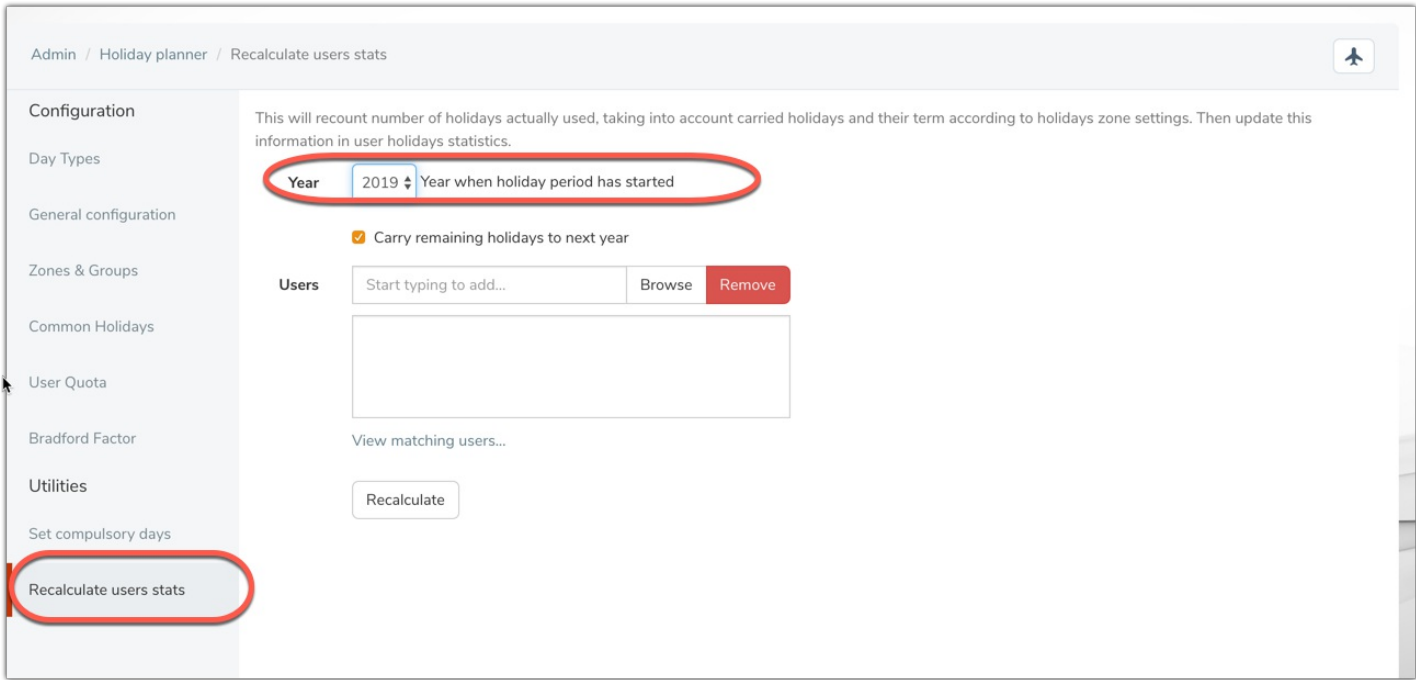 Admin / Holiday planner / Recalculate users stats
Configuration
Day Types
General configuration
Zones & Groups
Common Holidays
User Quota
Bradford Factor
Utilities
Set compulsory days
Recalculate users stats
This will recount number of holidays actually used, taking into account carried holidays and their term according to holidays zone settings. Then update this
information in user holidays statistics.
Year 2019 Year when holiday period has started
Carry remaining holidays to next year
Users Start typing to add... Browse Remove
View matching users...
Recalculate